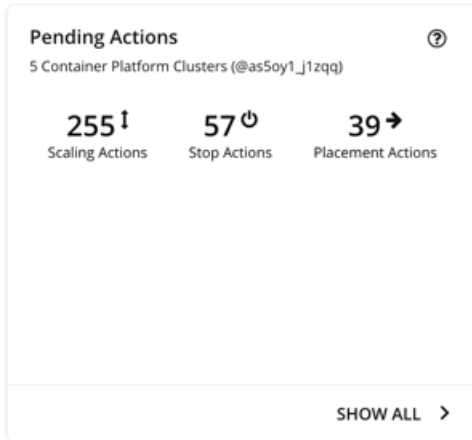 Pending Actions
5 Container Platform Clusters (@as5oy1_j1zqq)
255 57 39
Scaling Actions Stop Actions Placement Actions
SHOW ALL